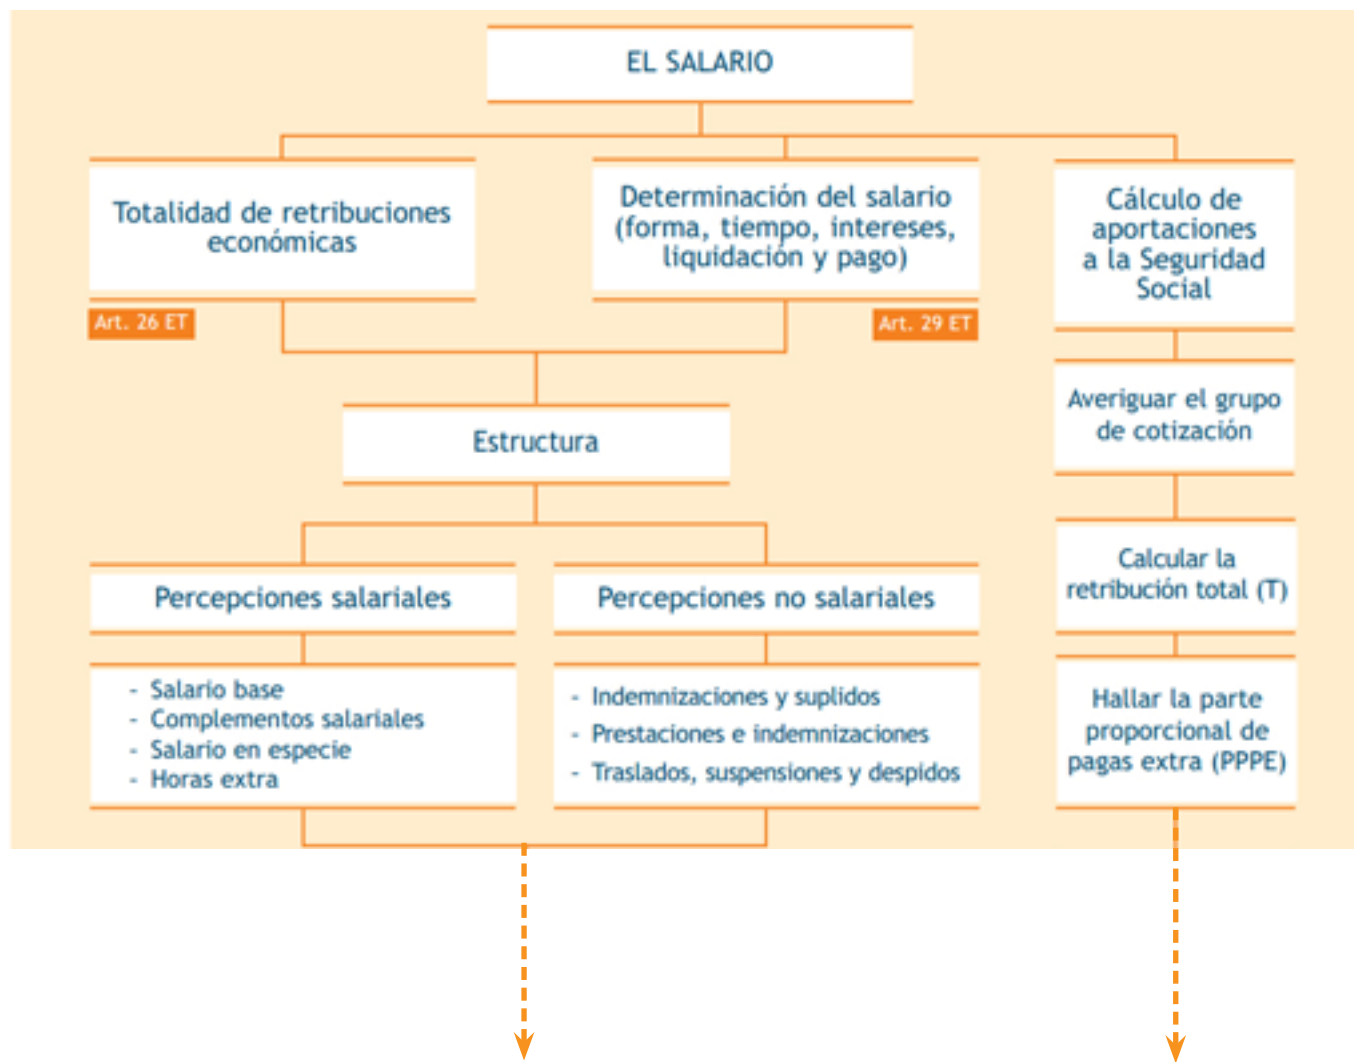 EL SALARIO
Totalidad de retribuciones
económicas
Art. 26 ET
Determinación del salario
(forma, tiempo, intereses,
liquidación y pago)
Art. 29 ET
Cálculo de
aportaciones
a la Seguridad
Social
Estructura
Averiguar el grupo
de cotización
Calcular la
retribución total (T)
Percepciones salariales
- Salario base
- Complementos salariales
- Salario en especie
- Horas extra
Percepciones no salariales
- Indemnizaciones y suplidos
- Prestaciones e indemnizaciones
- Traslados, suspensiones y despidos
Hallar la parte
proporcional de
pagas extra (PPPE)